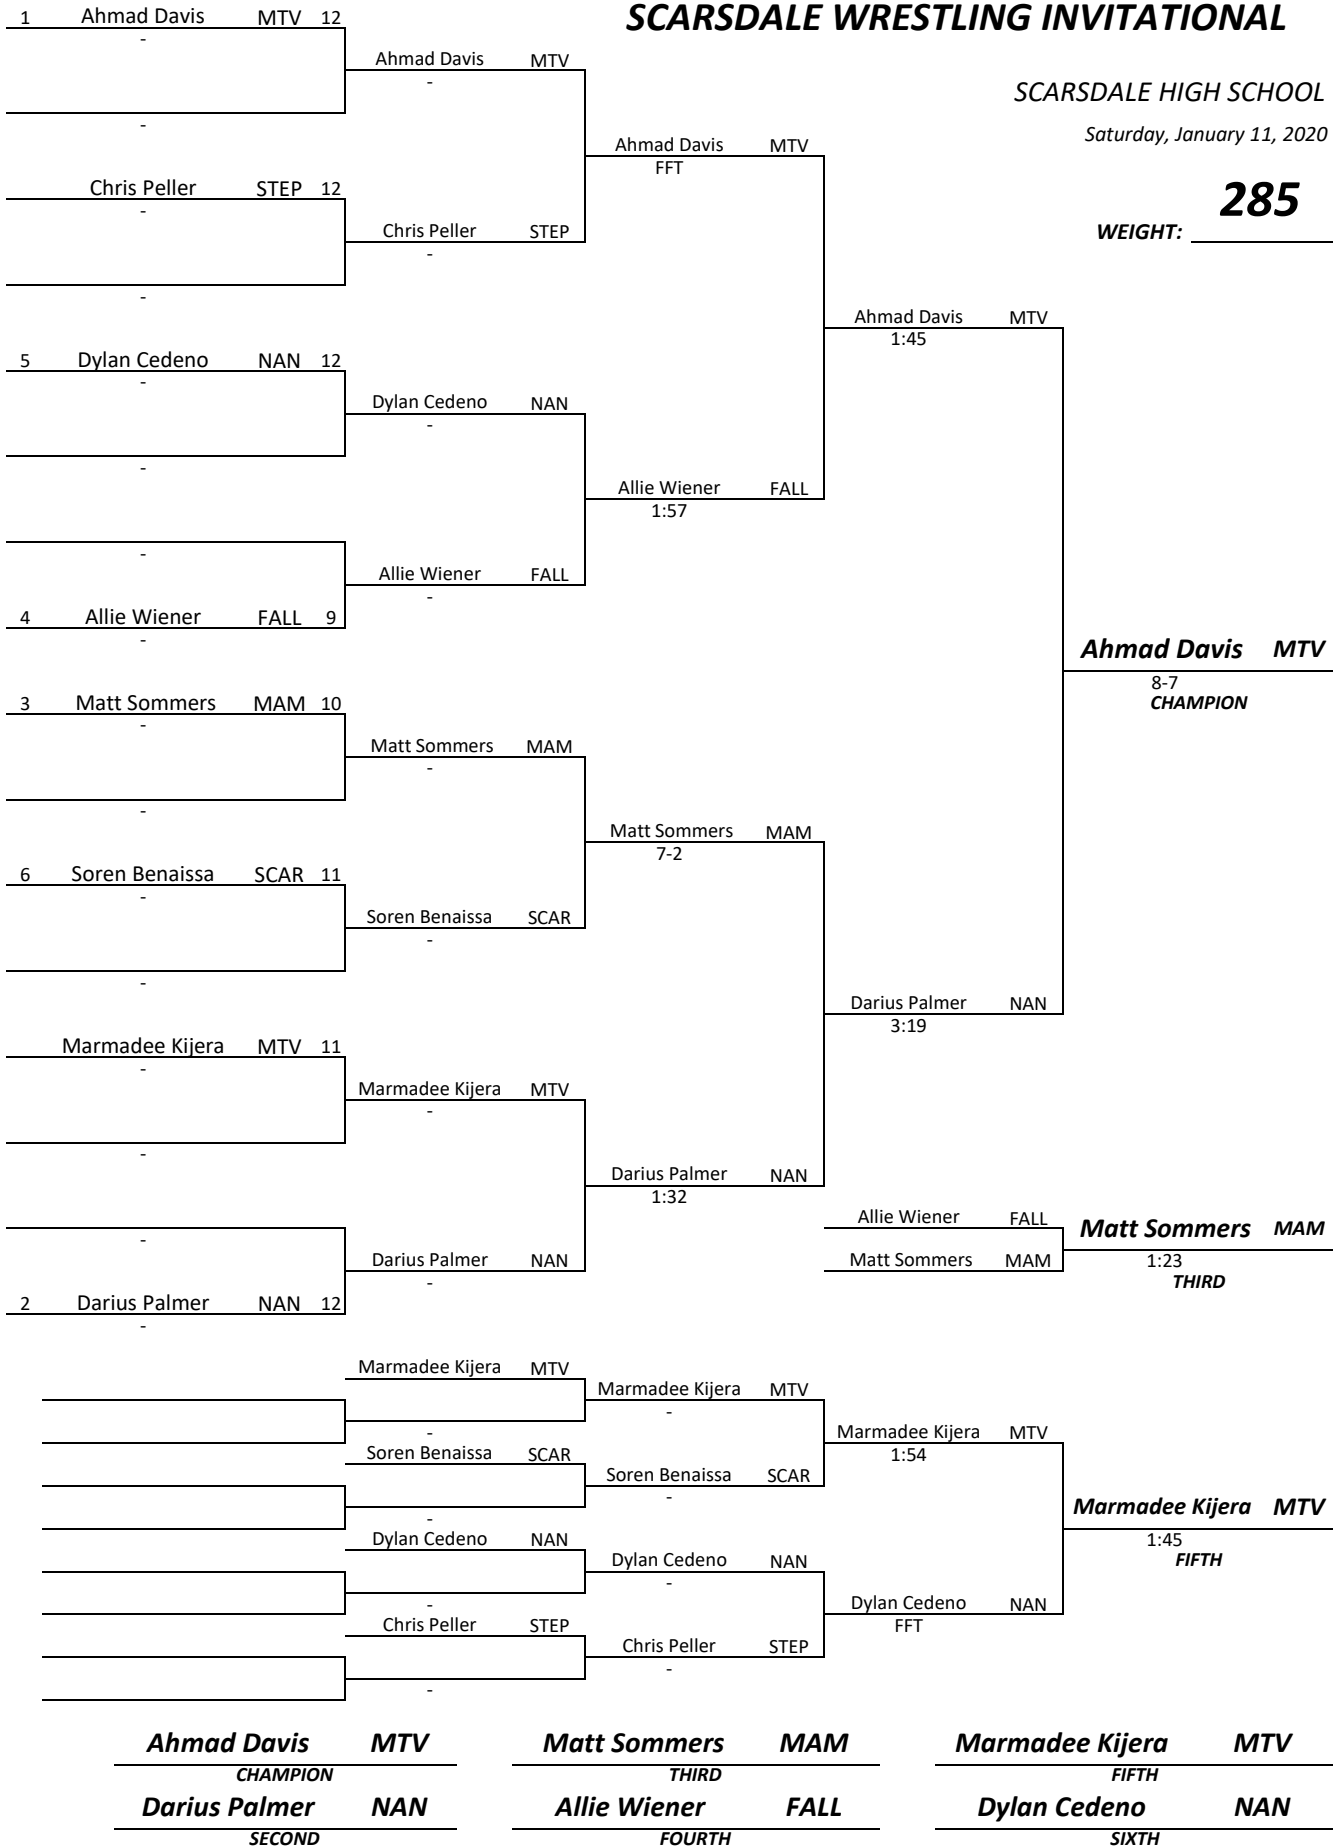 SCARSDALE WRESTLING INVITATIONAL
SCARSDALE HIGH SCHOOL
Saturday, January 11, 2020
WEIGHT: 285
1 Ahmad Davis MTV 12
-
-
Chris Peller STEP 12
-
-
5 Dylan Cedeno NAN 12
-
-
-
4 Allie Wiener FALL 9
-
3 Matt Sommers MAM 10
-
-
6 Soren Benaissa SCAR 11
-
-
Marmadee Kijera MTV 11
-
-
-
2 Darius Palmer NAN 12
-
Ahmad Davis MTV
-
Chris Peller STEP
-
Dylan Cedeno NAN
-
Allie Wiener FALL
-
Matt Sommers MAM
-
Soren Benaissa SCAR
-
Marmadee Kijera MTV
-
Darius Palmer NAN
-
Ahmad Davis MTV
FFT
Allie Wiener FALL
1:57
Matt Sommers MAM
7-2
Darius Palmer NAN
1:32
Ahmad Davis MTV
1:45
Darius Palmer NAN
3:19
Ahmad Davis MTV
8-7
CHAMPION
Allie Wiener FALL
Matt Sommers MAM
Matt Sommers MAM
1:23
THIRD
Marmadee Kijera MTV
-
Soren Benaissa SCAR
-
Dylan Cedeno NAN
-
Chris Peller STEP
-
Marmadee Kijera MTV
-
Soren Benaissa SCAR
-
Dylan Cedeno NAN
-
Chris Peller STEP
-
Marmadee Kijera MTV
1:54
Dylan Cedeno NAN
FFT
Marmadee Kijera MTV
1:45
FIFTH
Ahmad Davis MTV
CHAMPION
Matt Sommers MAM
THIRD
Marmadee Kijera MTV
FIFTH
Darius Palmer NAN
SECOND
Allie Wiener FALL
FOURTH
Dylan Cedeno NAN
SIXTH